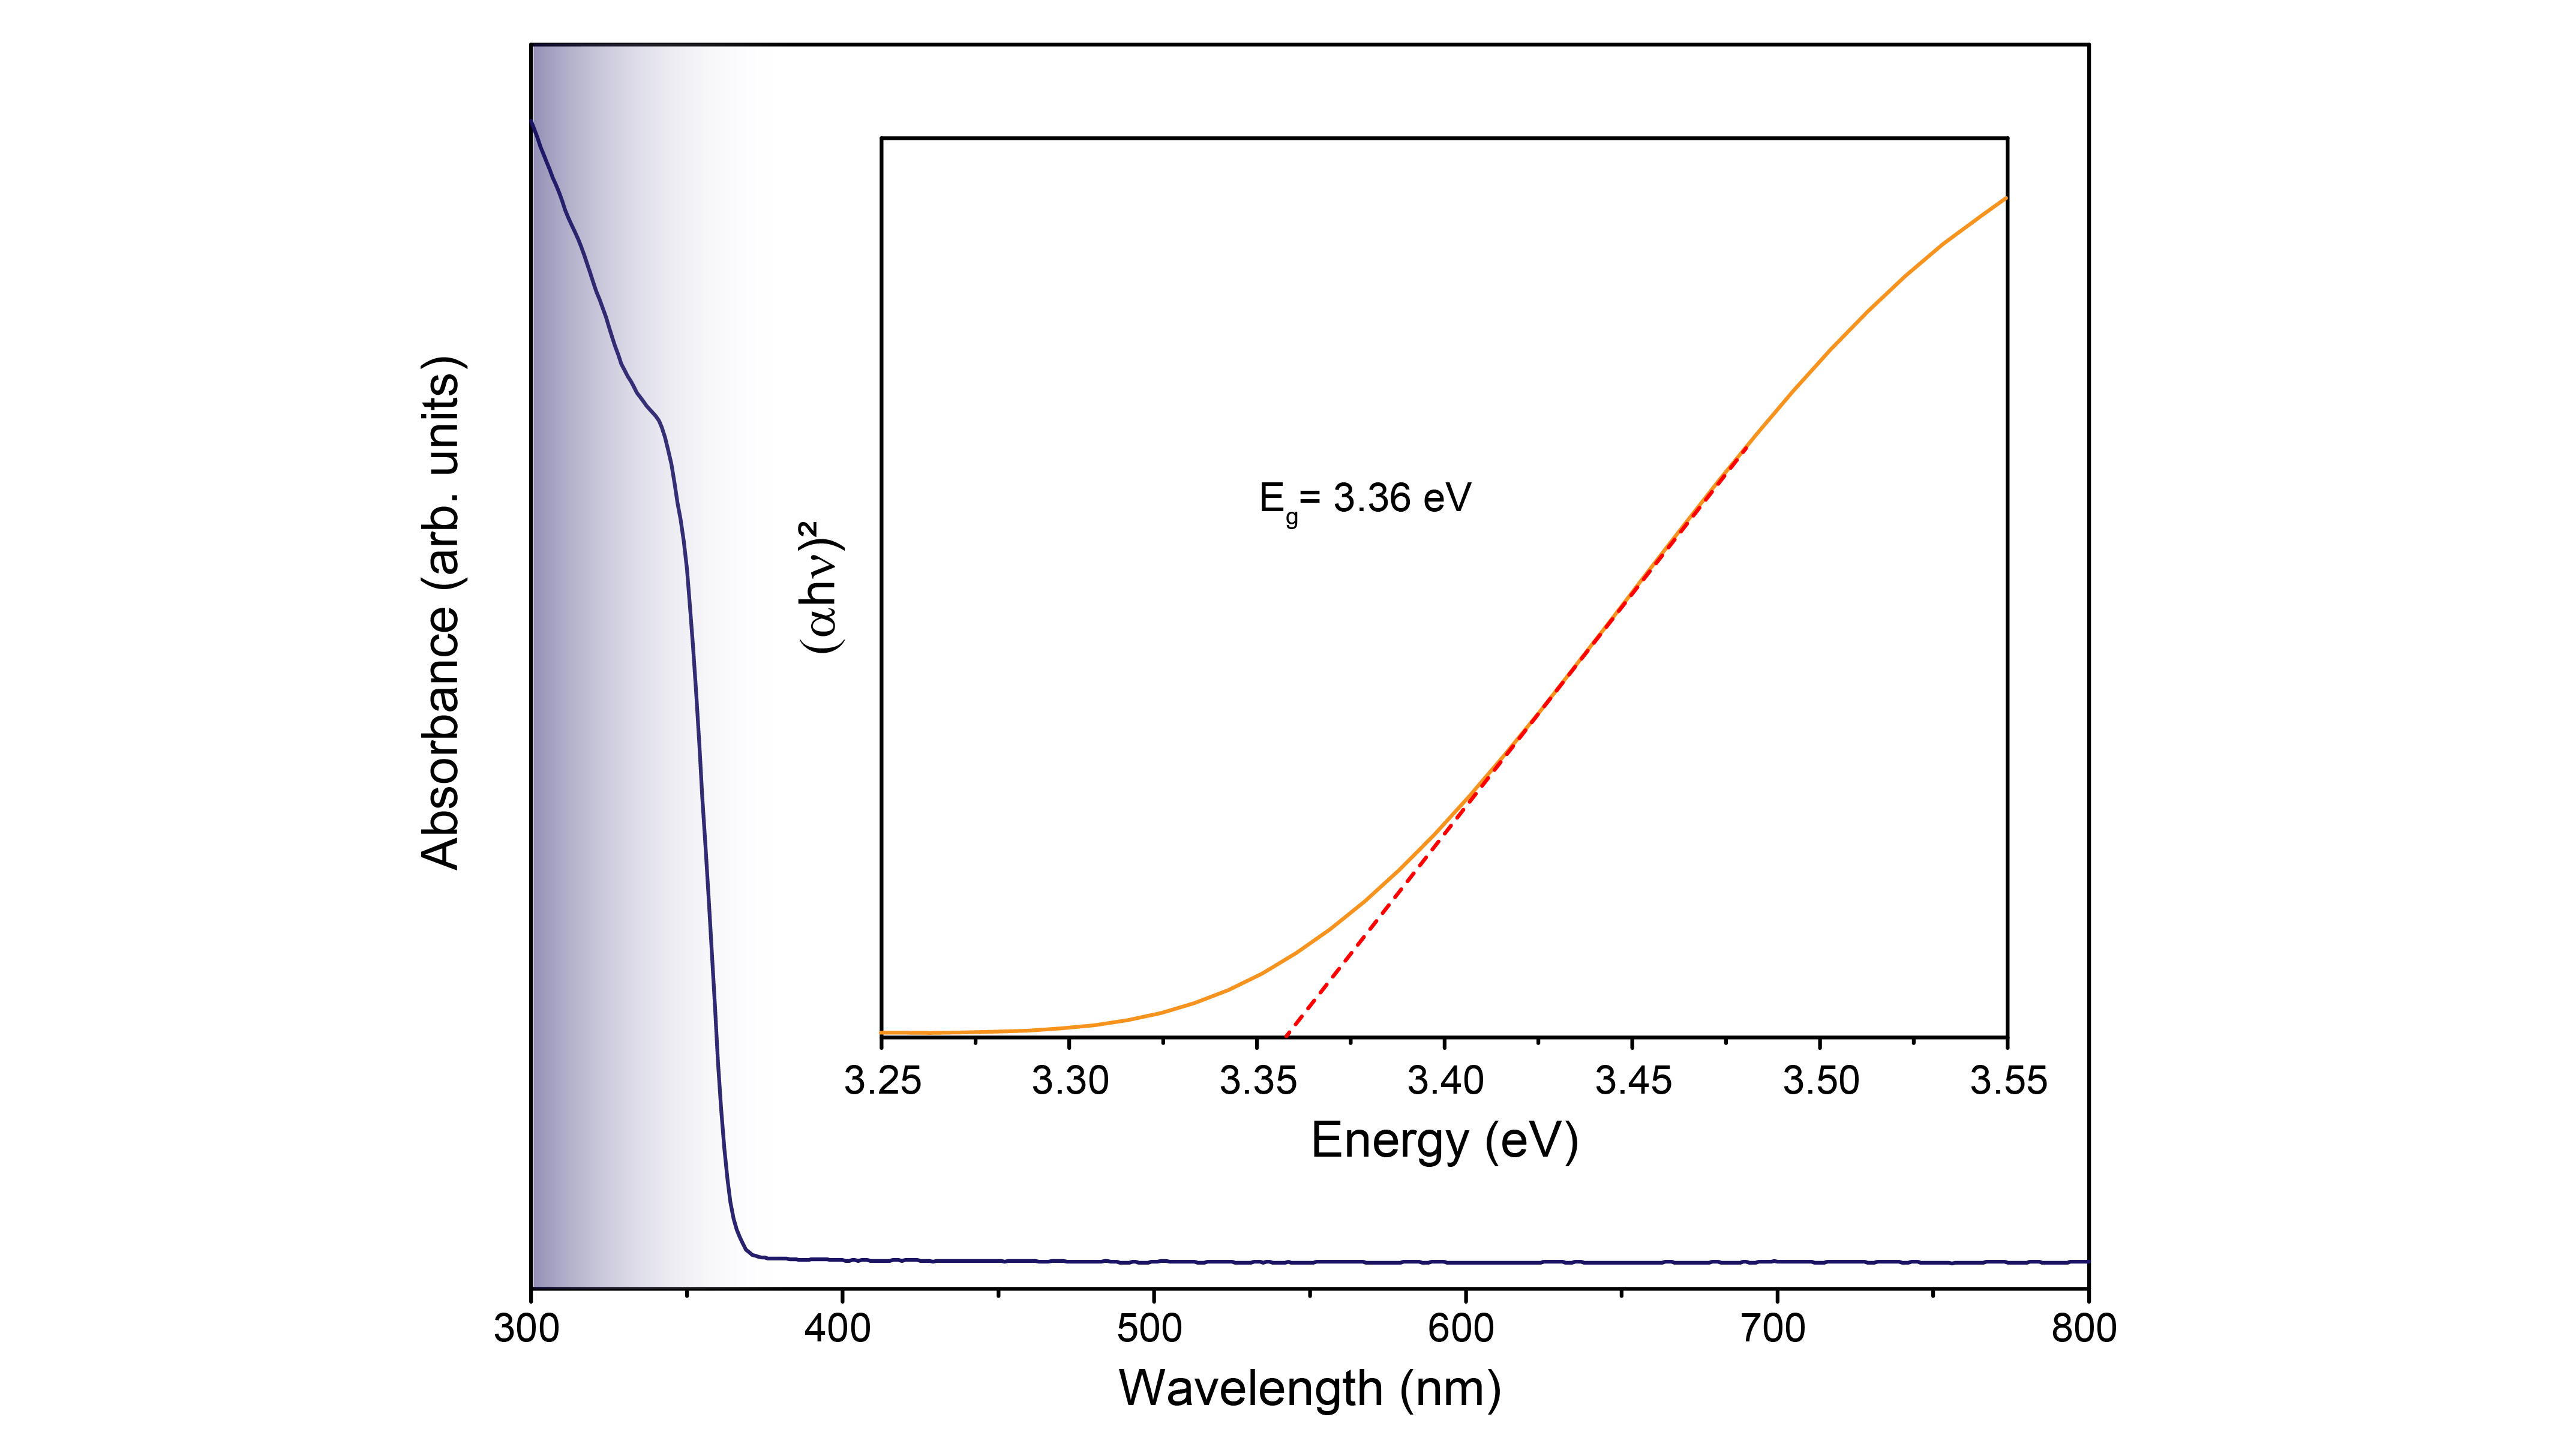 Absorbance (arb. units)
(αhν)²
Eg= 3.36 eV
3.25 3.30 3.35 3.40 3.45 3.50 3.55
Energy (eV)
300 400 500 600 700 800
Wavelength (nm)